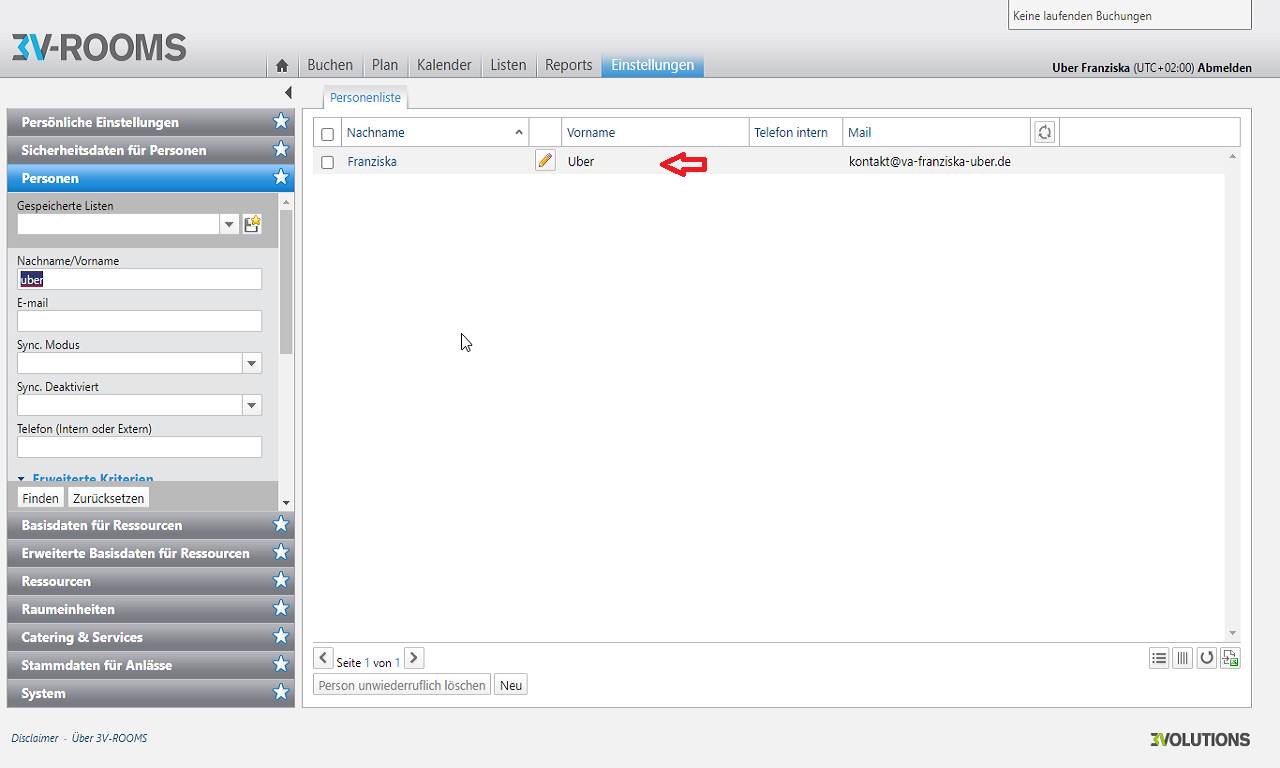 Keine laufenden Buchungen
3V-ROOMS
Buchen Plan Kalender Listen Reports Einstellungen
Uber Franziska (UTC+02:00) Abmelden
Persönliche Einstellungen
Sicherheitsdaten für Personen
Personen
Gespeicherte Listen
Nachname/Vorname
uber
E-mail
Sync. Modus
Sync. Deaktiviert
Telefon (Intern oder Extern)
Erweiterte Kriterien
Finden Zurücksetzen
Basisdaten für Ressourcen
Erweiterte Basisdaten für Ressourcen
Ressourcen
Raumeinheiten
Catering & Services
Stammdaten für Anlässe
System
Personenliste
Nachname Vorname Telefon intern Mail
Franziska Uber kontakt@va-franziska-uber.de
Seite 1 von 1
Person unwiederruflich löschen Neu
Disclaimer - Über 3V-ROOMS
3VOLUTIONS